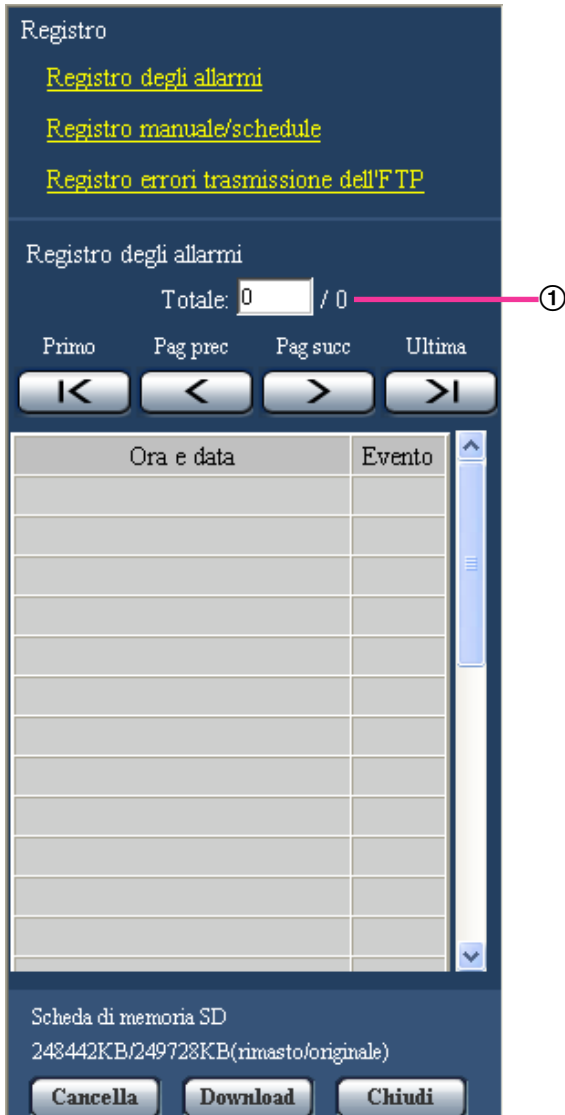 Registro
Registro degli allarmi
Registro manuale/schedule
Registro errori trasmissione dell'FTP
Registro degli allarmi
Totale: 0 / 0 ①
Primo Pag prec Pag succ Ultima
Ora e data Evento
Scheda di memoria SD
248442KB/249728KB(rimasto/originale)
Cancella Download Chiudi